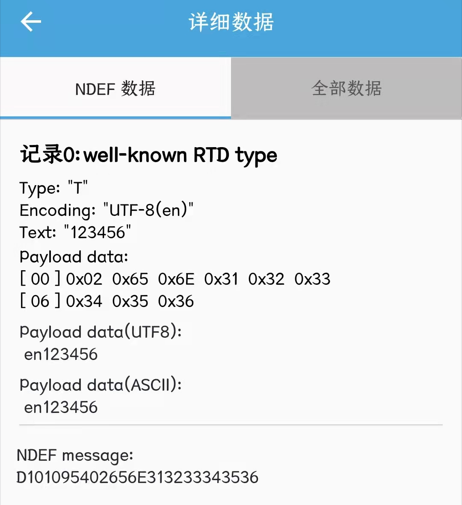 详细数据
NDEF 数据
全部数据
记录0:well-known RTD type
Type: "T"
Encoding: "UTF-8(en)"
Text: "123456"
Payload data:
[ 00 ] 0x02 0x65 0x6E 0x31 0x32 0x33
[ 06 ] 0x34 0x35 0x36
Payload data(UTF8):
en123456
Payload data(ASCII):
en123456
NDEF message:
D101095402656E313233343536